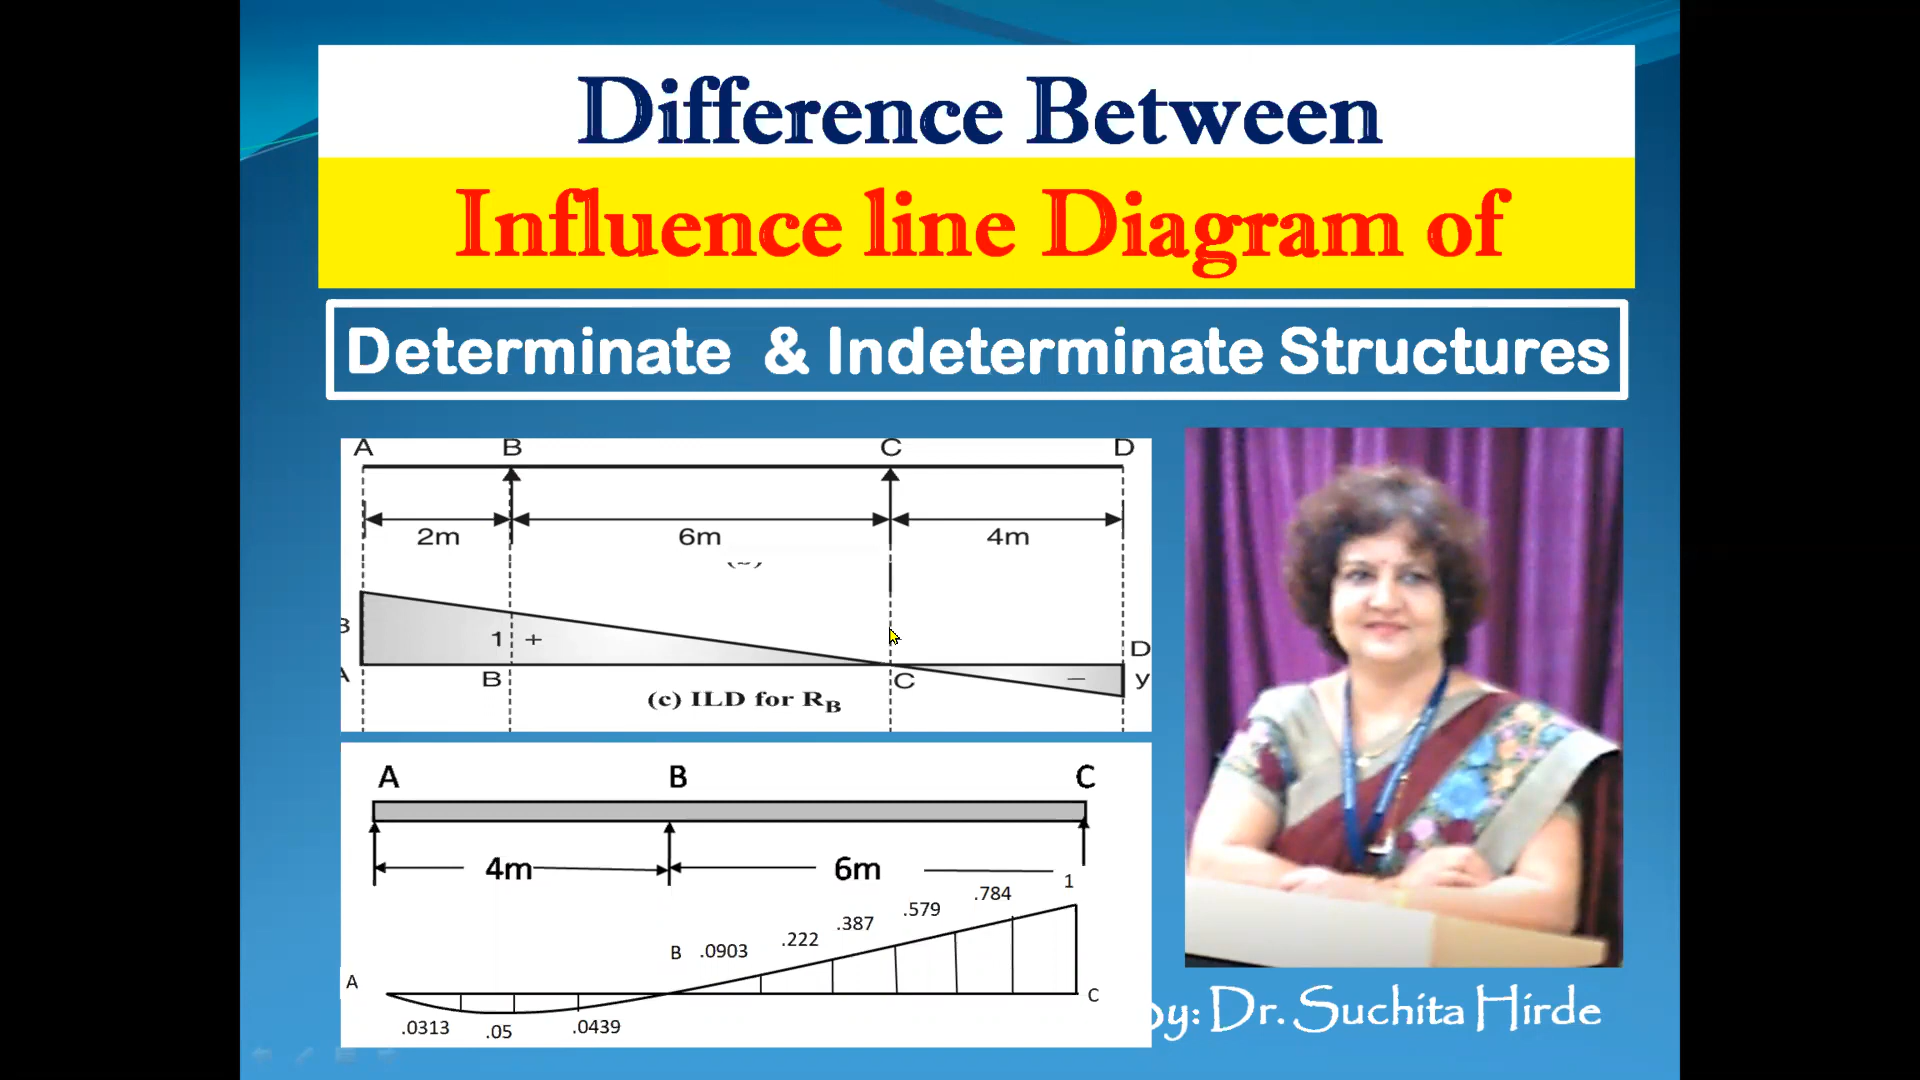 Difference Between
Influence line Diagram of
Determinate & Indeterminate Structures
A B C D
2m 6m 4m
1 +
D
A B C − y
(c) ILD for RB
A B C
4m 6m
1
.784
.579
.387
.222
B .0903
A
C
.0313 .05 .0439
by: Dr. Suchita Hirde